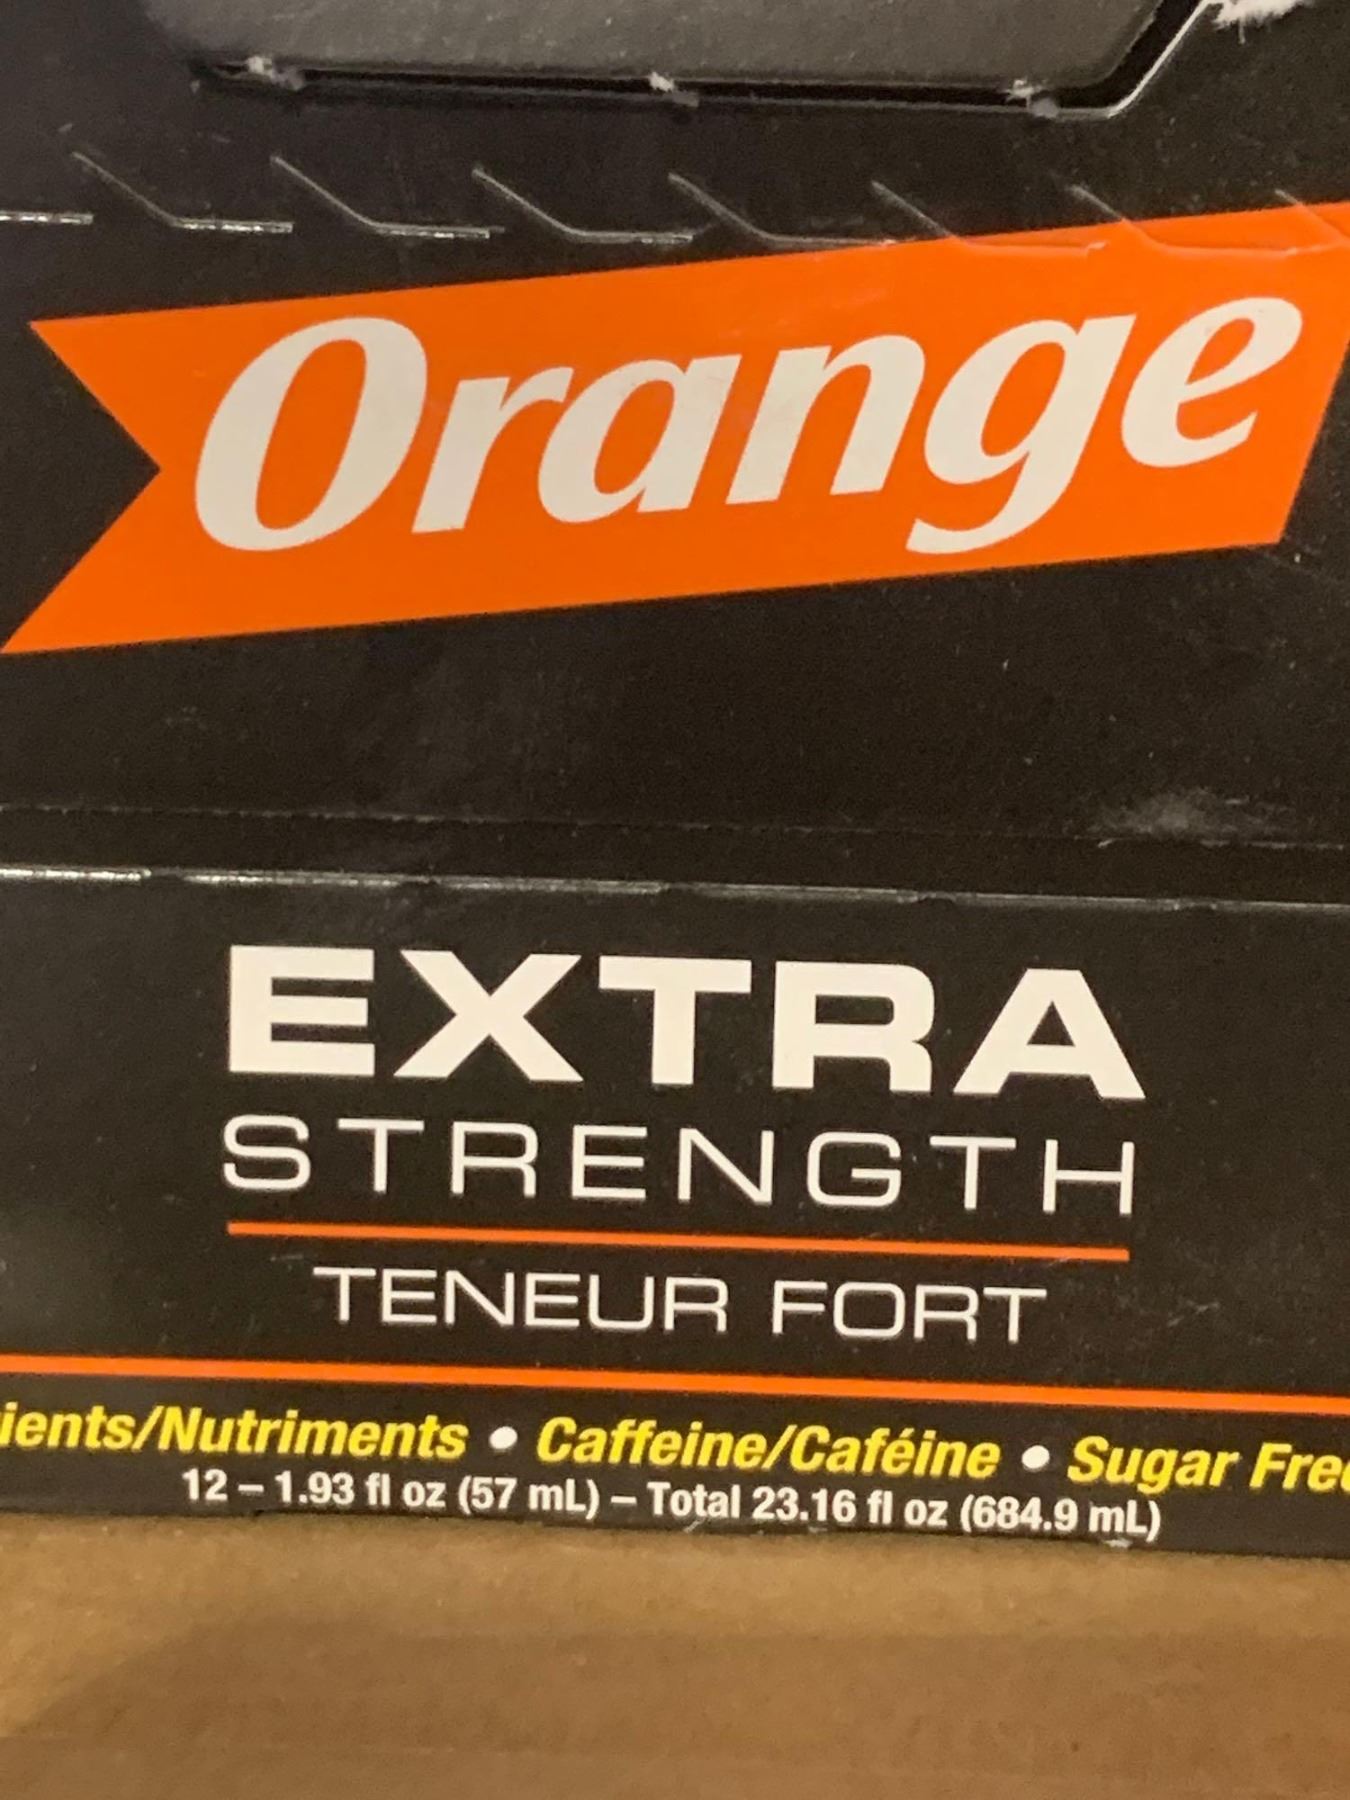 Orange
EXTRA
STRENGTH
TENEUR FORT
ients/Nutriments • Caffeine/Caféine • Sugar Free
12 – 1.93 fl oz (57 mL) – Total 23.16 fl oz (684.9 mL)